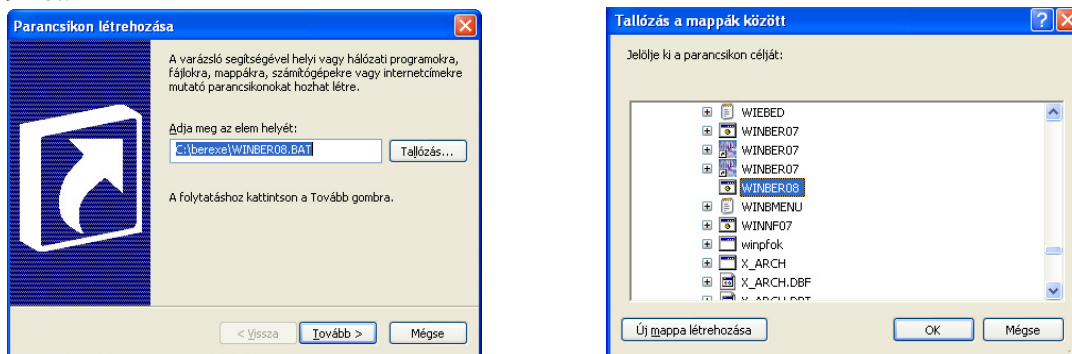 Parancsikon létrehozása
A varázsló segítségével helyi vagy hálózati programokra,
fájlokra, mappákra, számítógépekre vagy internetcímekre
mutató parancsikonokat hozhat létre.
Adja meg az elem helyét:
C:\berexe\WINBER08.BAT
Tallózás...
A folytatáshoz kattintson a Tovább gombra.
< Vissza
Tovább >
Mégse
Tallózás a mappák között
Jelölje ki a parancsikon célját:
WIEBED
WINBER07
WINBER07
WINBER07
WINBER08
WINBMENU
WINNF07
winpfok
X_ARCH
X_ARCH.DBF
Új mappa létrehozása
OK
Mégse